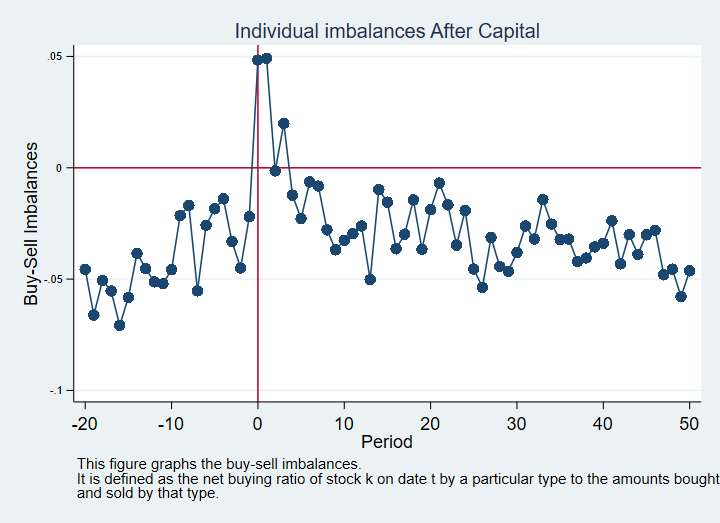 Individual imbalances After Capital
Buy-Sell Imbalances
.05
0
-.05
-.1
-20 -10 0 10 20 30 40 50
Period
This figure graphs the buy-sell imbalances.
It is defined as the net buying ratio of stock k on date t by a particular type to the amounts bought
and sold by that type.